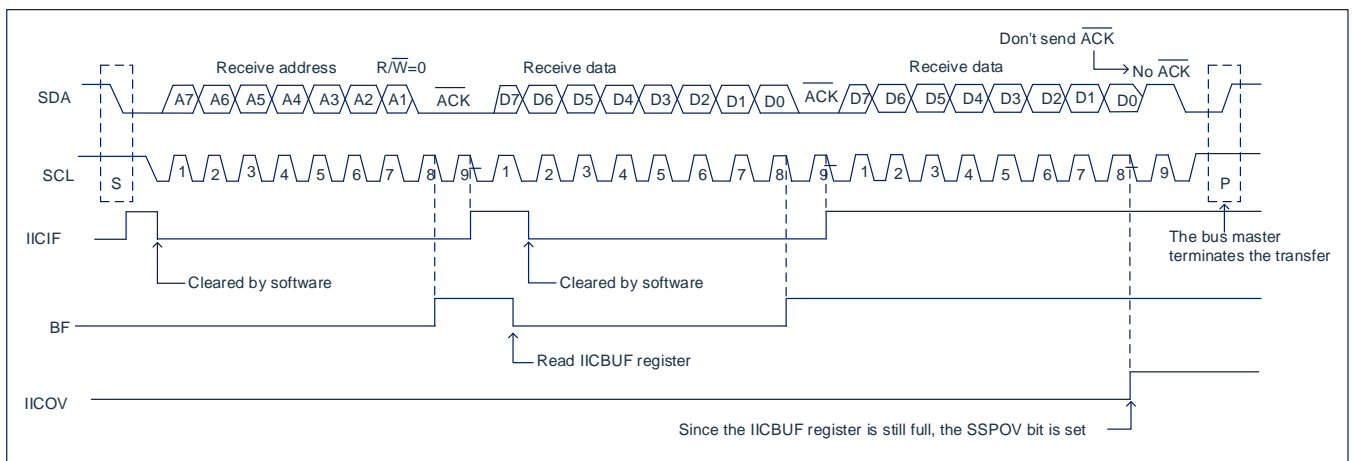 Don't send ACK
Receive address R/W=0 Receive data Receive data No ACK
SDA A7 A6 A5 A4 A3 A2 A1 ACK D7 D6 D5 D4 D3 D2 D1 D0 ACK D7 D6 D5 D4 D3 D2 D1 D0
SCL S 1 2 3 4 5 6 7 8 9 1 2 3 4 5 6 7 8 9 1 2 3 4 5 6 7 8 9 P
IICIF
The bus master
terminates the transfer
Cleared by software Cleared by software
BF
Read IICBUF register
IICOV
Since the IICBUF register is still full, the SSPOV bit is set